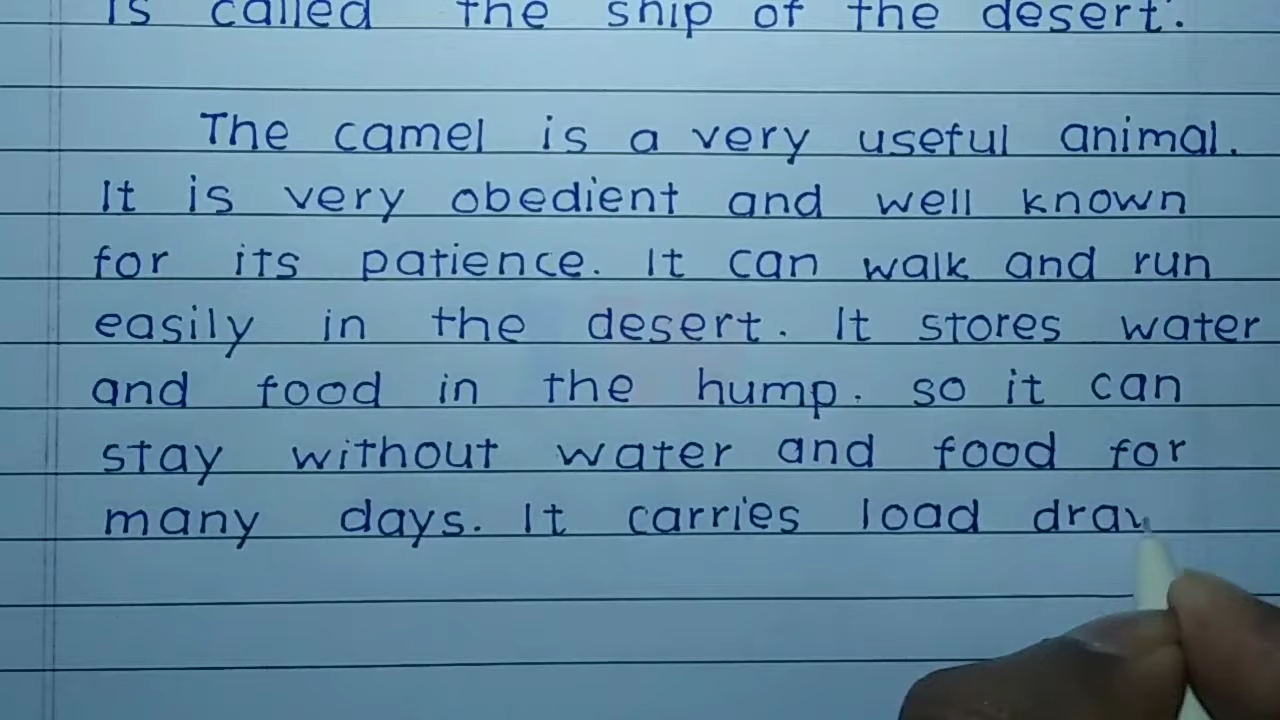 is called the ship of the desert.
The camel is a very useful animal.
It is very obedient and well known
for its patience. It can walk and run
easily in the desert. It stores water
and food in the hump. so it can
stay without water and food for
many days. It carries load